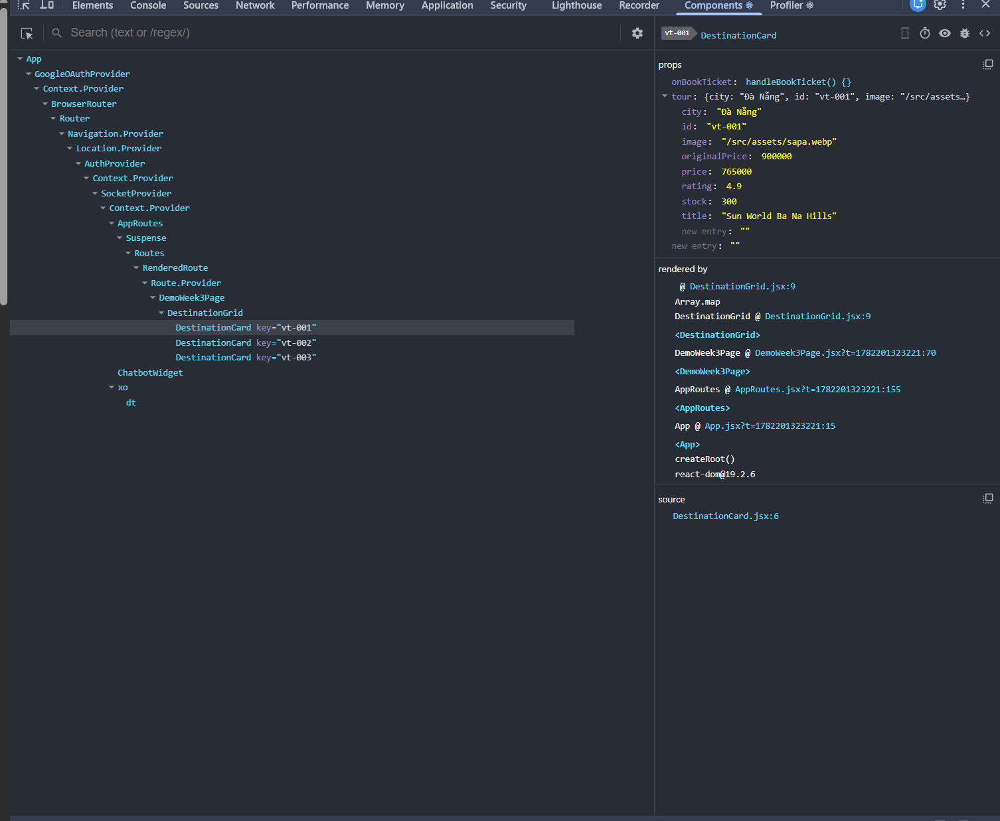 Elements Console Sources Network Performance Memory Application Security Lighthouse Recorder Components Profiler
Search (text or /regex/)
App
GoogleOAuthProvider
Context.Provider
BrowserRouter
Router
Navigation.Provider
Location.Provider
AuthProvider
Context.Provider
SocketProvider
Context.Provider
AppRoutes
Suspense
Routes
RenderedRoute
Route.Provider
DemoWeek3Page
DestinationGrid
DestinationCard key="vt-001"
DestinationCard key="vt-002"
DestinationCard key="vt-003"
ChatbotWidget
xo
dt
vt-001 DestinationCard
props
onBookTicket: handleBookTicket() {}
tour: {city: "Đà Nẵng", id: "vt-001", image: "/src/assets…}
city: "Đà Nẵng"
id: "vt-001"
image: "/src/assets/sapa.webp"
originalPrice: 900000
price: 765000
rating: 4.9
stock: 300
title: "Sun World Ba Na Hills"
new entry: ""
new entry: ""
rendered by
@ DestinationGrid.jsx:9
Array.map
DestinationGrid @ DestinationGrid.jsx:9
<DestinationGrid>
DemoWeek3Page @ DemoWeek3Page.jsx?t=1782201323221:70
<DemoWeek3Page>
AppRoutes @ AppRoutes.jsx?t=1782201323221:155
<AppRoutes>
App @ App.jsx?t=1782201323221:15
<App>
createRoot()
react-dom@19.2.6
source
DestinationCard.jsx:6